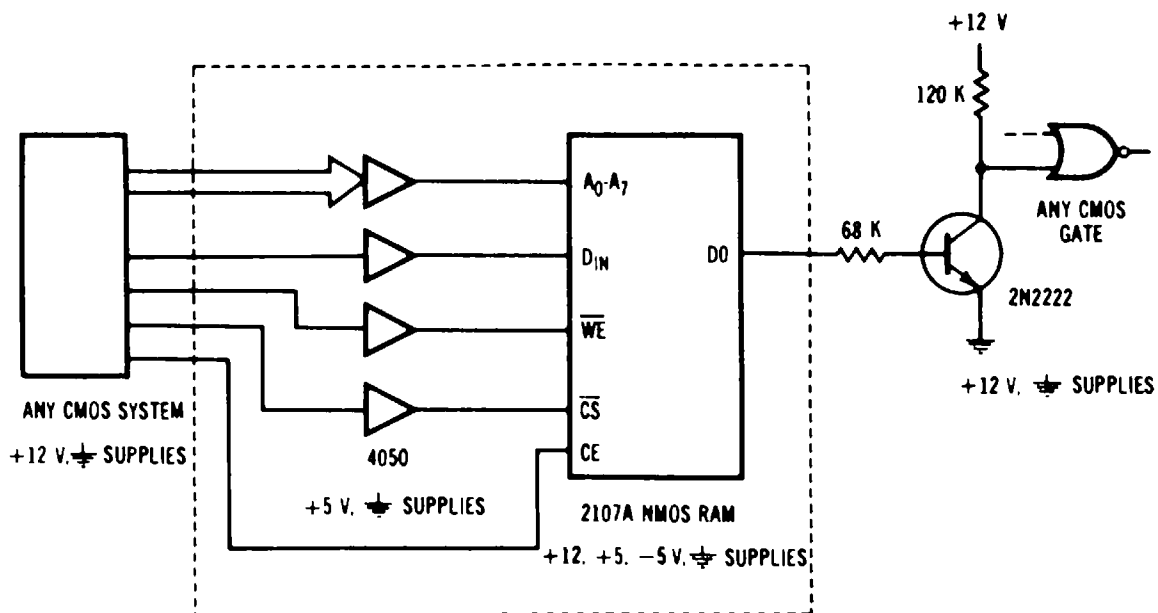 +12 V
120 K
ANY CMOS
GATE
A0-A7
68 K
DIN
DO
2N2222
WE
+12 V, SUPPLIES
ANY CMOS SYSTEM
CS
+12 V, SUPPLIES
4050
CE
+5 V, SUPPLIES
2107A NMOS RAM
+12, +5, −5 V, SUPPLIES